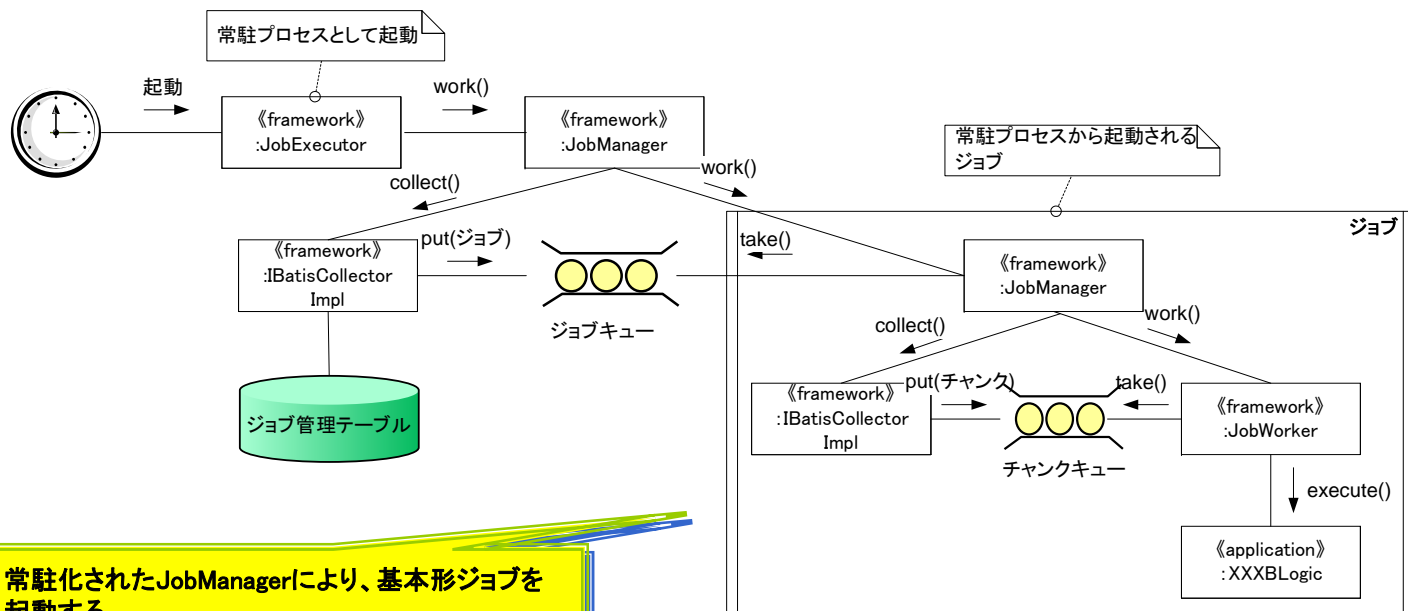 常駐プロセスとして起動
起動
work()
《framework》
:JobExecutor
《framework》
:JobManager
常駐プロセスから起動される
ジョブ
collect()
work()
ジョブ
《framework》
:IBatisCollector
Impl
put(ジョブ)
take()
《framework》
:JobManager
ジョブキュー
collect()
work()
ジョブ管理テーブル
《framework》
:IBatisCollector
Impl
put(チャンク)
take()
《framework》
:JobWorker
チャンクキュー
execute()
《application》
:XXXBLogic
常駐化されたJobManagerにより、基本形ジョブを
起動する